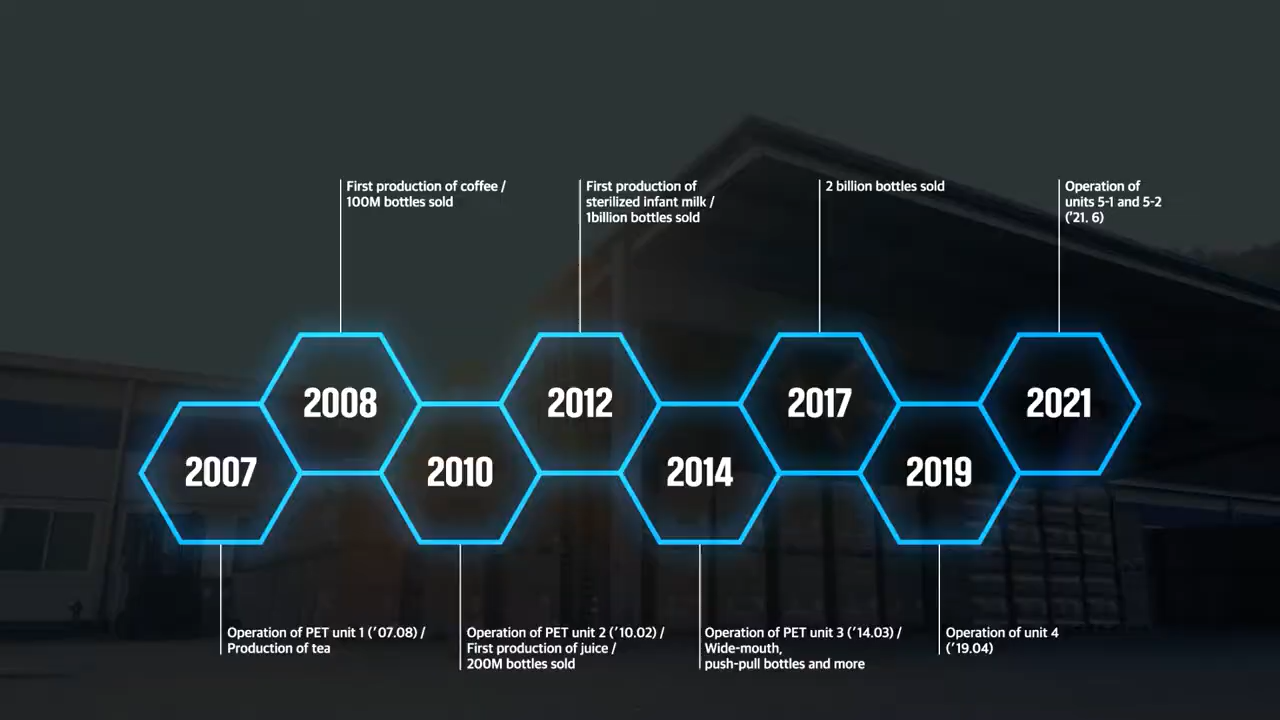 First production of coffee /
100M bottles sold
First production of
sterilized infant milk /
1billion bottles sold
2 billion bottles sold
Operation of
units 5-1 and 5-2
('21. 6)
2008
2012
2017
2021
2007
2010
2014
2019
Operation of PET unit 1 ('07.08) /
Production of tea
Operation of PET unit 2 ('10.02) /
First production of juice /
200M bottles sold
Operation of PET unit 3 ('14.03) /
Wide-mouth,
push-pull bottles and more
Operation of unit 4
('19.04)